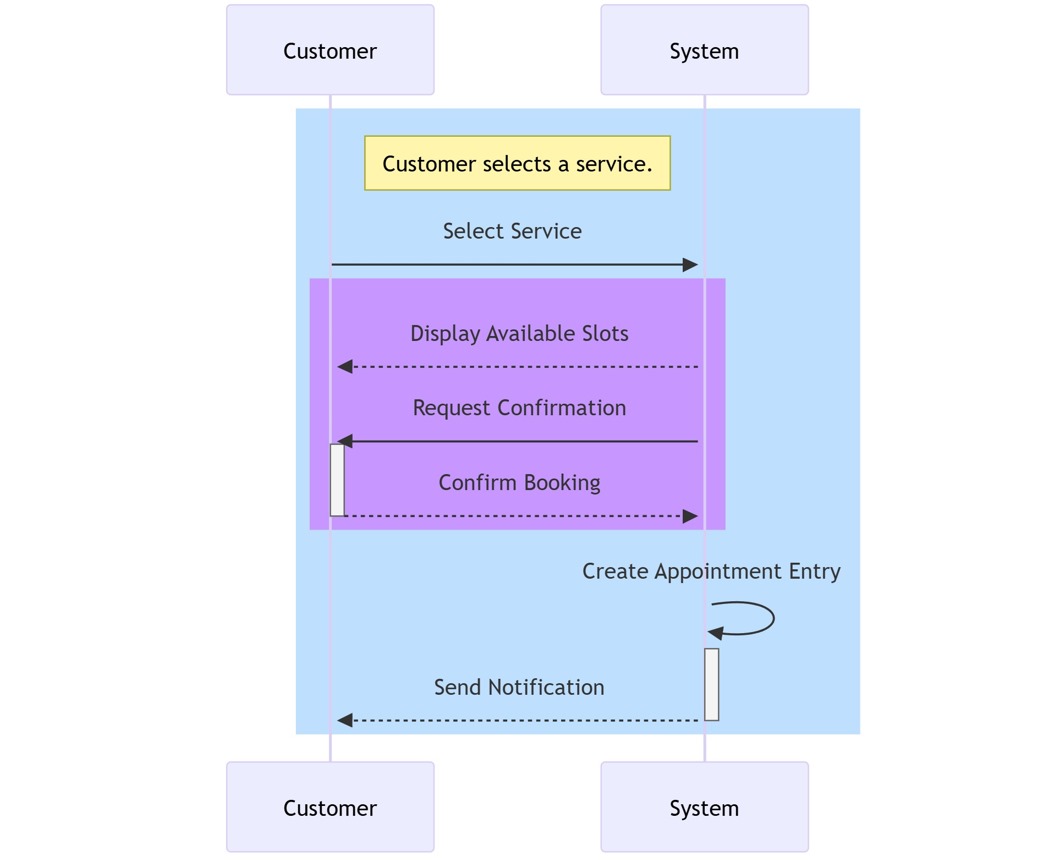 Customer
System
Customer selects a service.
Select Service
Display Available Slots
Request Confirmation
Confirm Booking
Create Appointment Entry
Send Notification
Customer
System